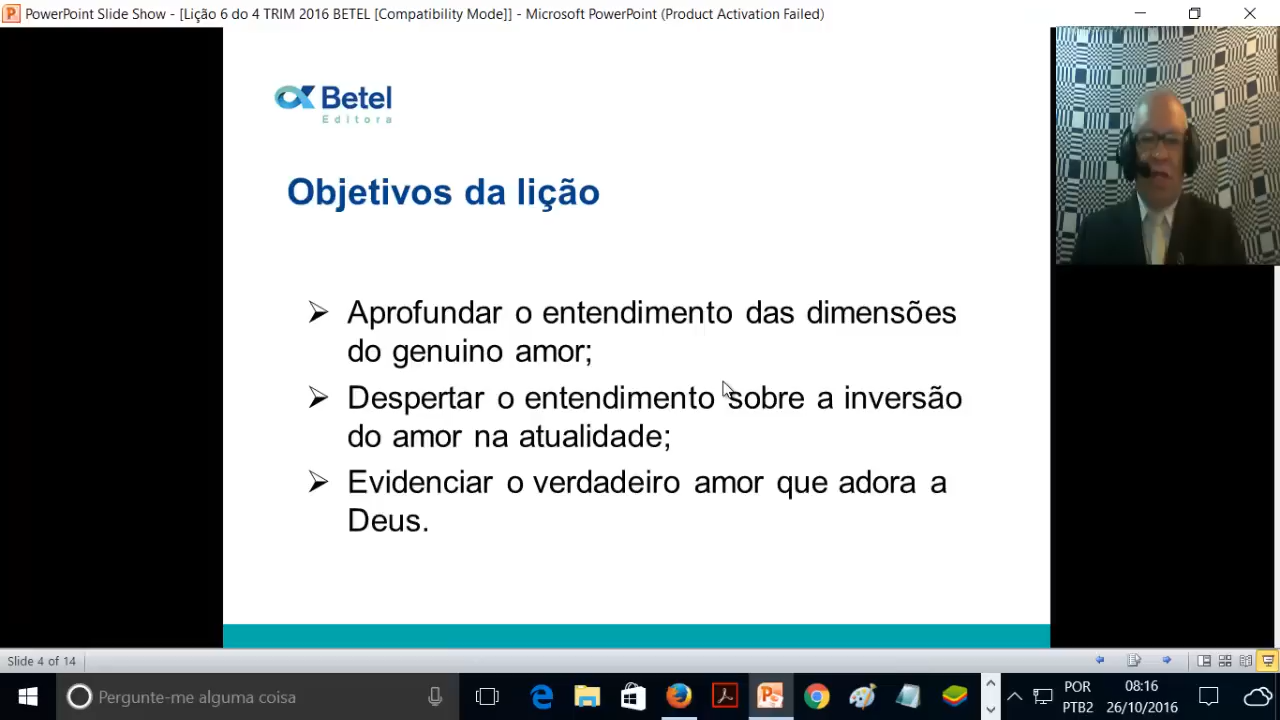 PowerPoint Slide Show - [Lição 6 do 4 TRIM 2016 BETEL [Compatibility Mode]] - Microsoft PowerPoint (Product Activation Failed)
Betel
Editora
Objetivos da lição
Aprofundar o entendimento das dimensões
do genuino amor;
Despertar o entendimento sobre a inversão
do amor na atualidade;
Evidenciar o verdadeiro amor que adora a
Deus.
Slide 4 of 14
Pergunte-me alguma coisa
POR
PTB2
08:16
26/10/2016